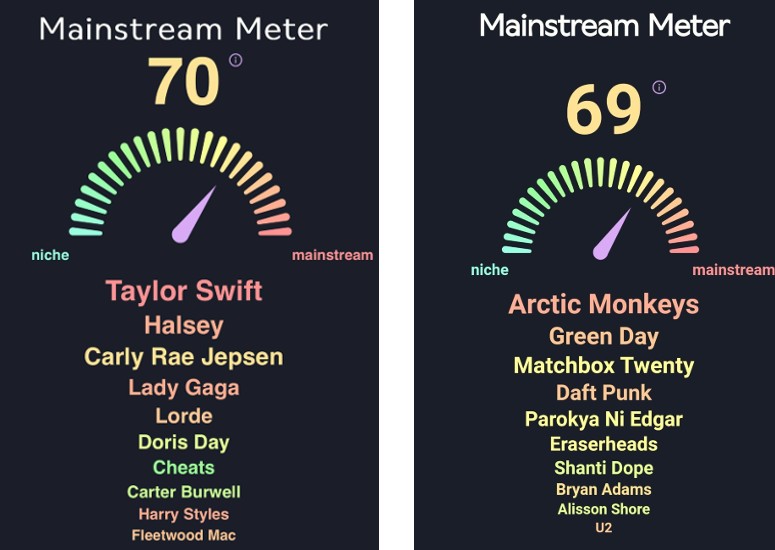 Mainstream Meter
70
niche
mainstream
Taylor Swift
Halsey
Carly Rae Jepsen
Lady Gaga
Lorde
Doris Day
Cheats
Carter Burwell
Harry Styles
Fleetwood Mac
Mainstream Meter
69
niche
mainstream
Arctic Monkeys
Green Day
Matchbox Twenty
Daft Punk
Parokya Ni Edgar
Eraserheads
Shanti Dope
Bryan Adams
Alisson Shore
U2